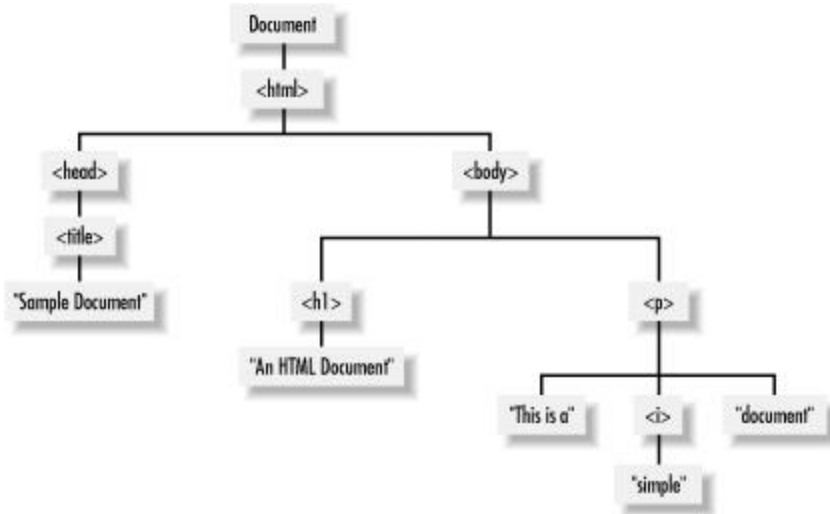 Document
<html>
<head>
<body>
<title>
<h1>
<p>
"Sample Document"
"An HTML Document"
"This is a"
<i>
"document"
"simple"